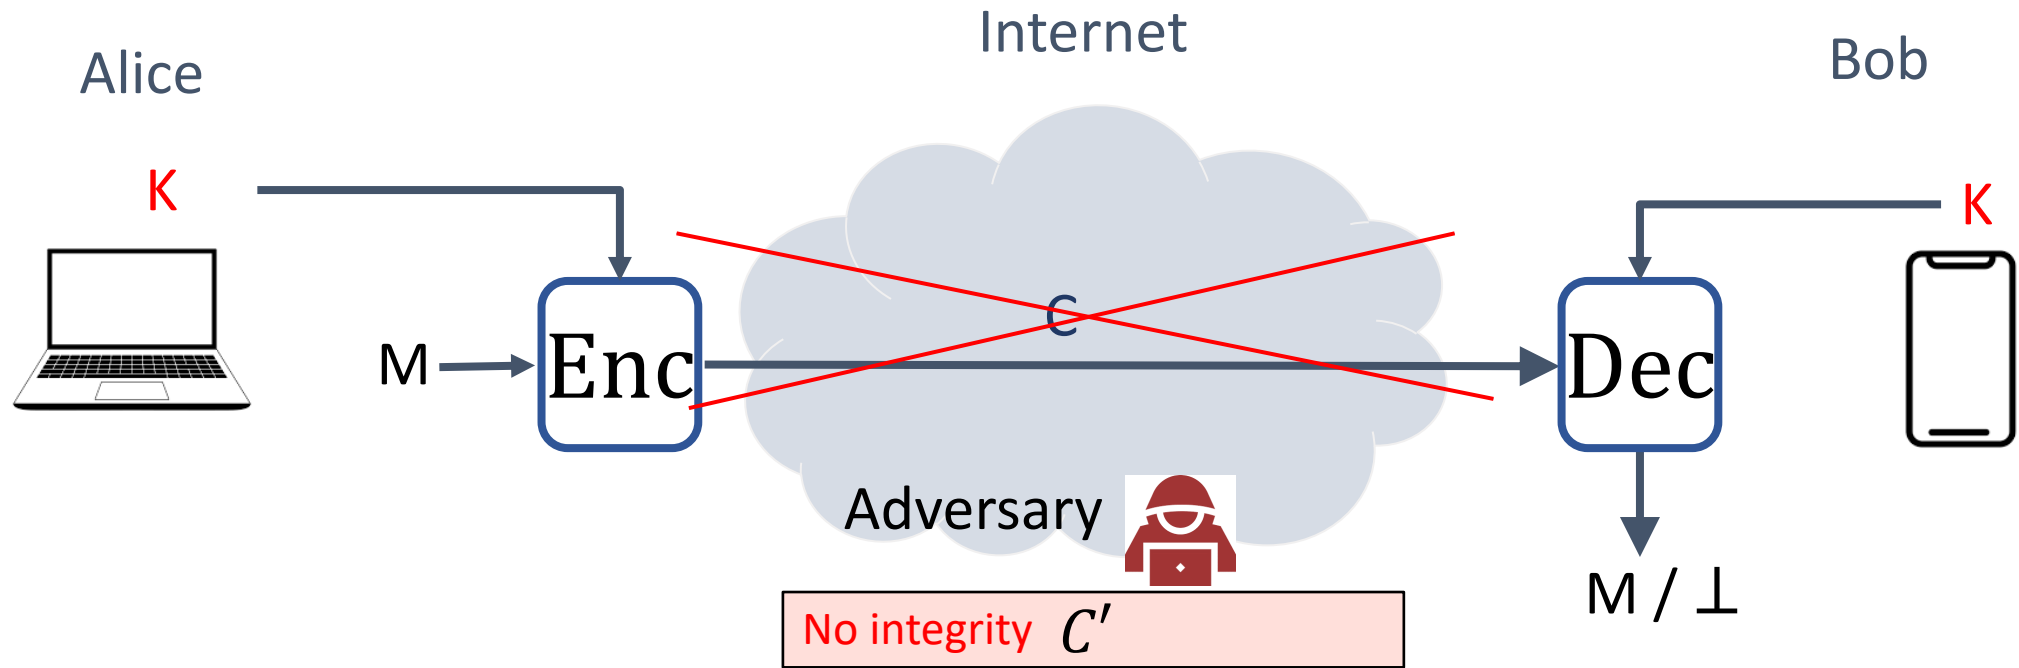 Internet
Alice
Bob
K
K
C
M
Enc
Dec
Adversary
M / ⊥
No integrity C′